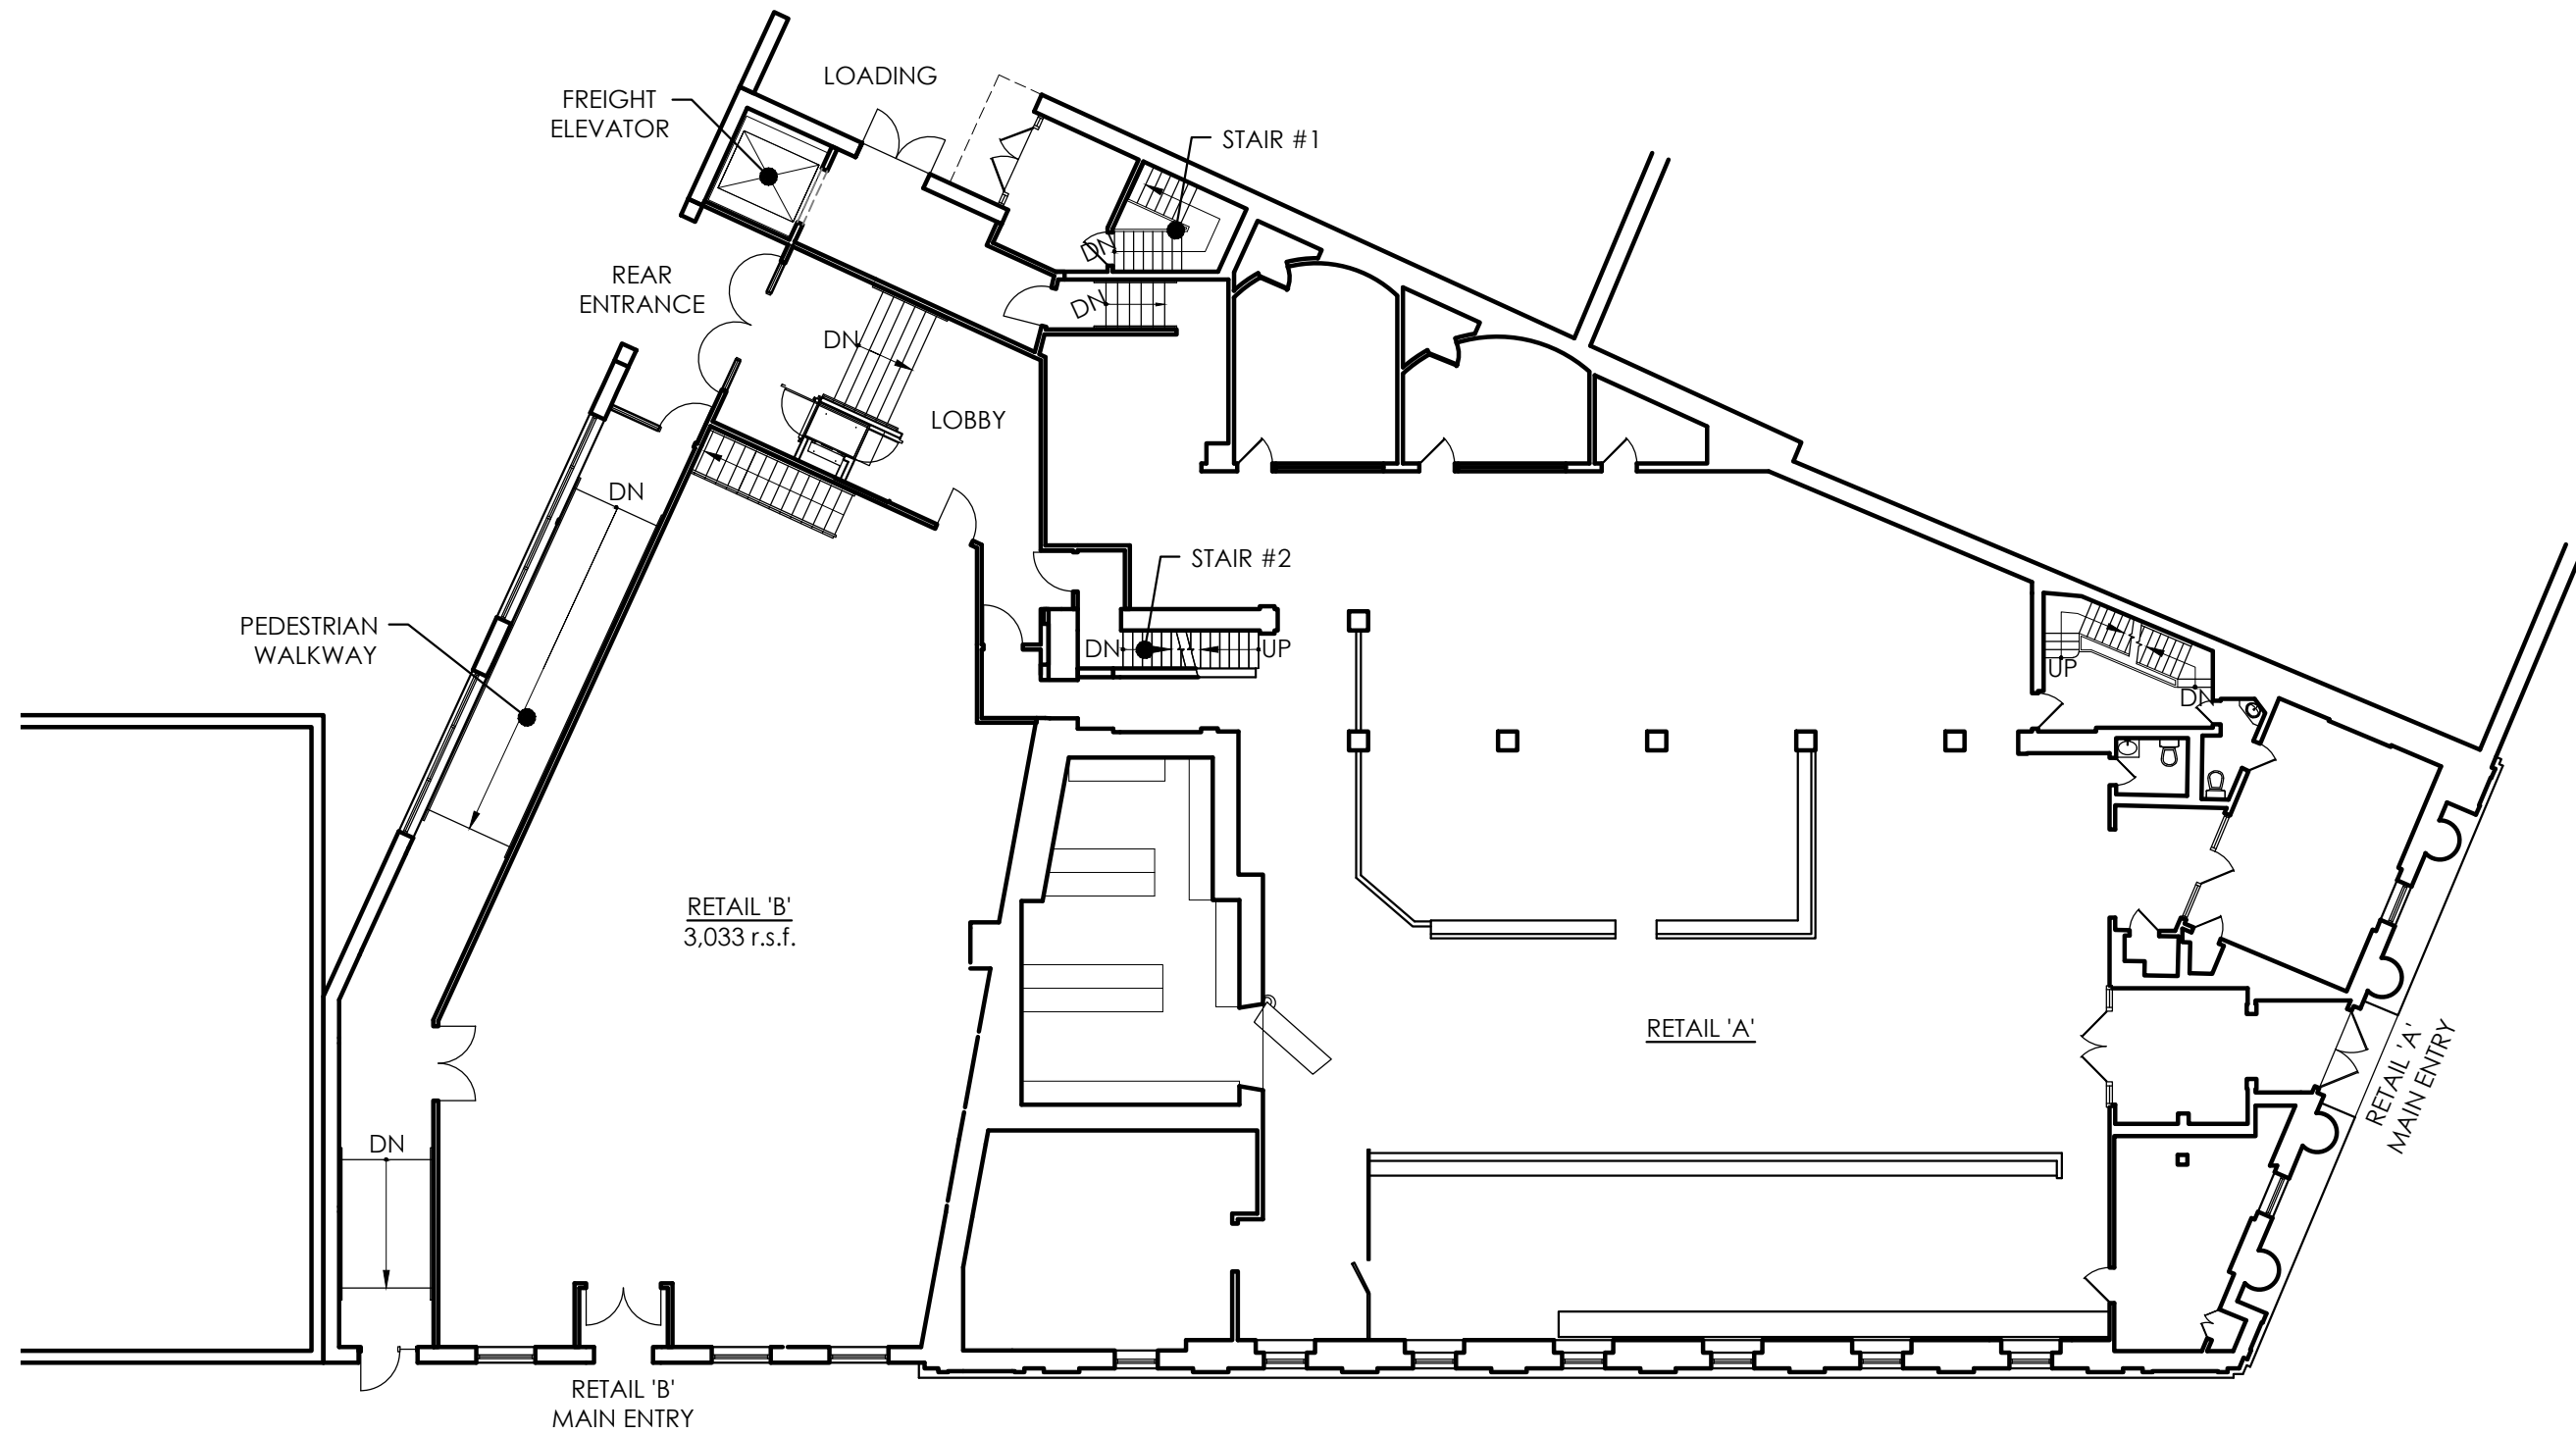 LOADING
FREIGHT
ELEVATOR
STAIR #1
DN
REAR
ENTRANCE
DN
DN
LOBBY
DN
STAIR #2
PEDESTRIAN
WALKWAY
DN
UP
UP
DN
RETAIL 'B'
3,033 r.s.f.
RETAIL 'A'
RETAIL 'A'
MAIN ENTRY
DN
RETAIL 'B'
MAIN ENTRY